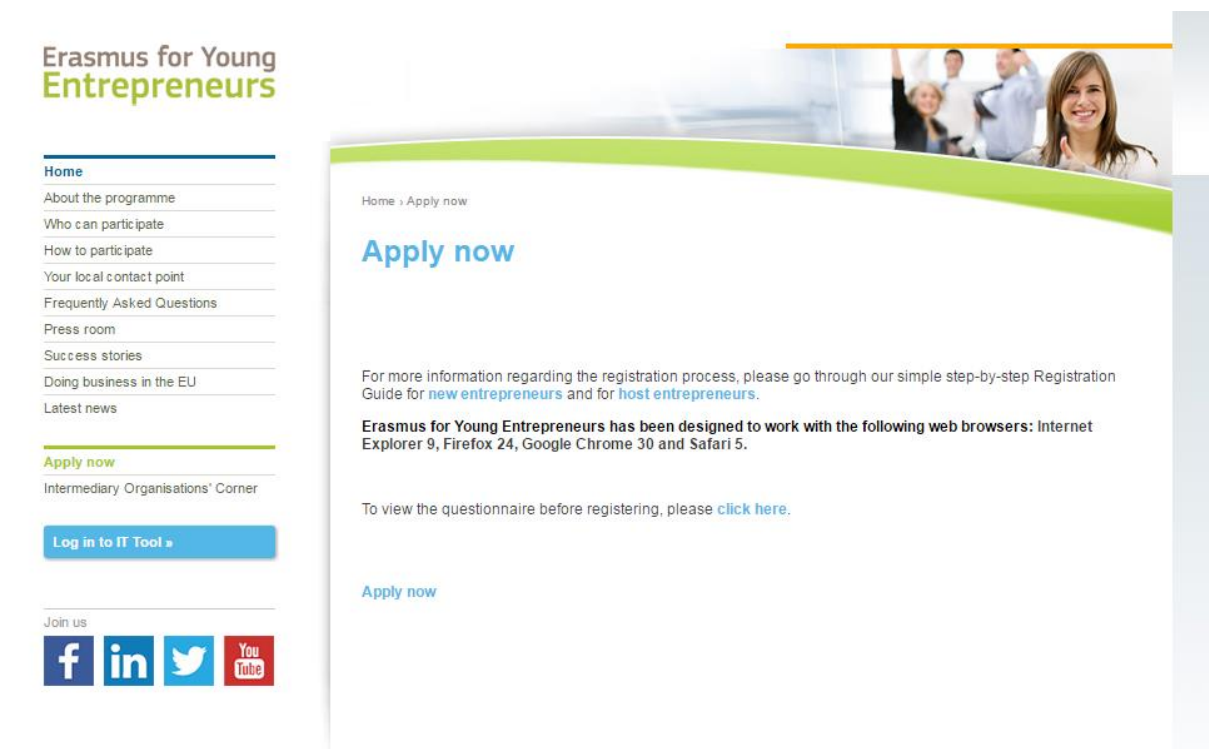 Erasmus for Young
Entrepreneurs
Home
About the programme
Who can participate
How to participate
Your local contact point
Frequently Asked Questions
Press room
Success stories
Doing business in the EU
Latest news
Apply now
Intermediary Organisations' Corner
Log in to IT Tool »
Join us
f
in
You
Tube
Home › Apply now
Apply now
For more information regarding the registration process, please go through our simple step-by-step Registration
Guide for new entrepreneurs and for host entrepreneurs.
Erasmus for Young Entrepreneurs has been designed to work with the following web browsers: Internet
Explorer 9, Firefox 24, Google Chrome 30 and Safari 5.
To view the questionnaire before registering, please click here.
Apply now